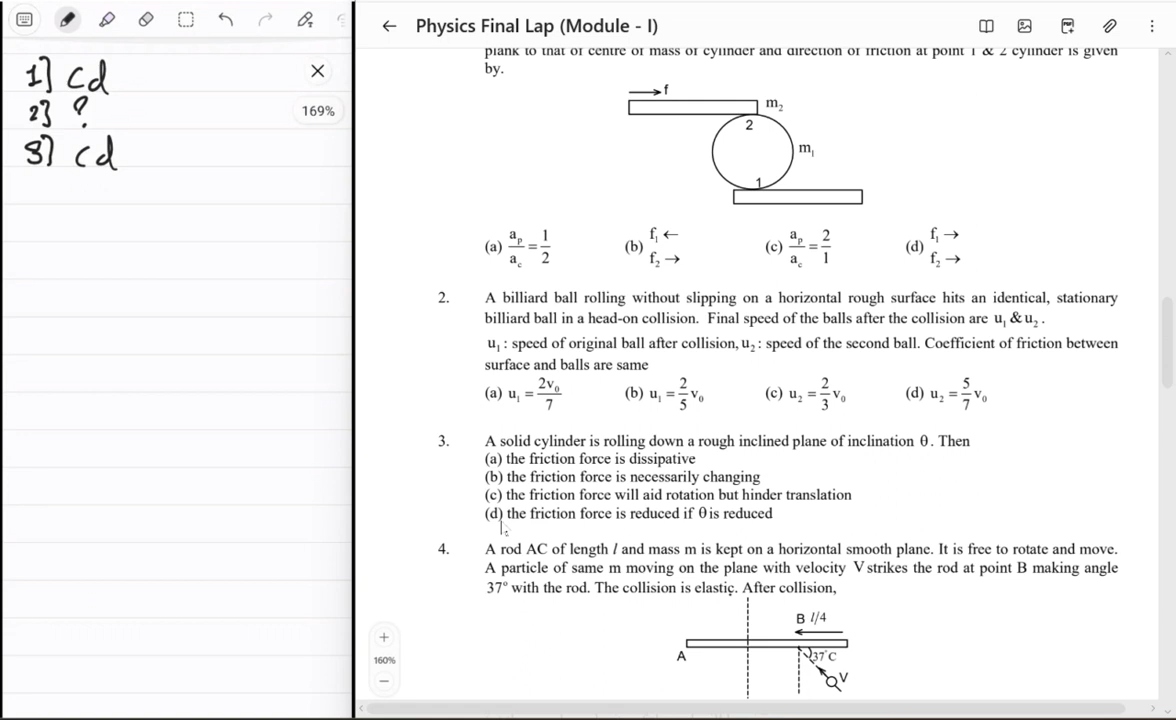 1] cd
2] ?
3] cd
169%
Physics Final Lap (Module - I)
plank to that of centre of mass of cylinder and direction of friction at point 1 & 2 cylinder is given
by.
f
m₂
2
m₁
1
(a) aₚ/a꜀ = 1/2 (b) f₁ ← f₂ → (c) aₚ/a꜀ = 2/1 (d) f₁ → f₂ →
2. A billiard ball rolling without slipping on a horizontal rough surface hits an identical, stationary
billiard ball in a head-on collision. Final speed of the balls after the collision are u₁ & u₂.
u₁ : speed of original ball after collision, u₂ : speed of the second ball. Coefficient of friction between
surface and balls are same
(a) u₁ = 2v₀/7 (b) u₁ = 2/5 v₀ (c) u₂ = 2/3 v₀ (d) u₂ = 5/7 v₀
3. A solid cylinder is rolling down a rough inclined plane of inclination θ. Then
(a) the friction force is dissipative
(b) the friction force is necessarily changing
(c) the friction force will aid rotation but hinder translation
(d) the friction force is reduced if θ is reduced
4. A rod AC of length l and mass m is kept on a horizontal smooth plane. It is free to rotate and move.
A particle of same m moving on the plane with velocity V strikes the rod at point B making angle
37° with the rod. The collision is elastic. After collision,
B l/4
A
37°C
V
160%